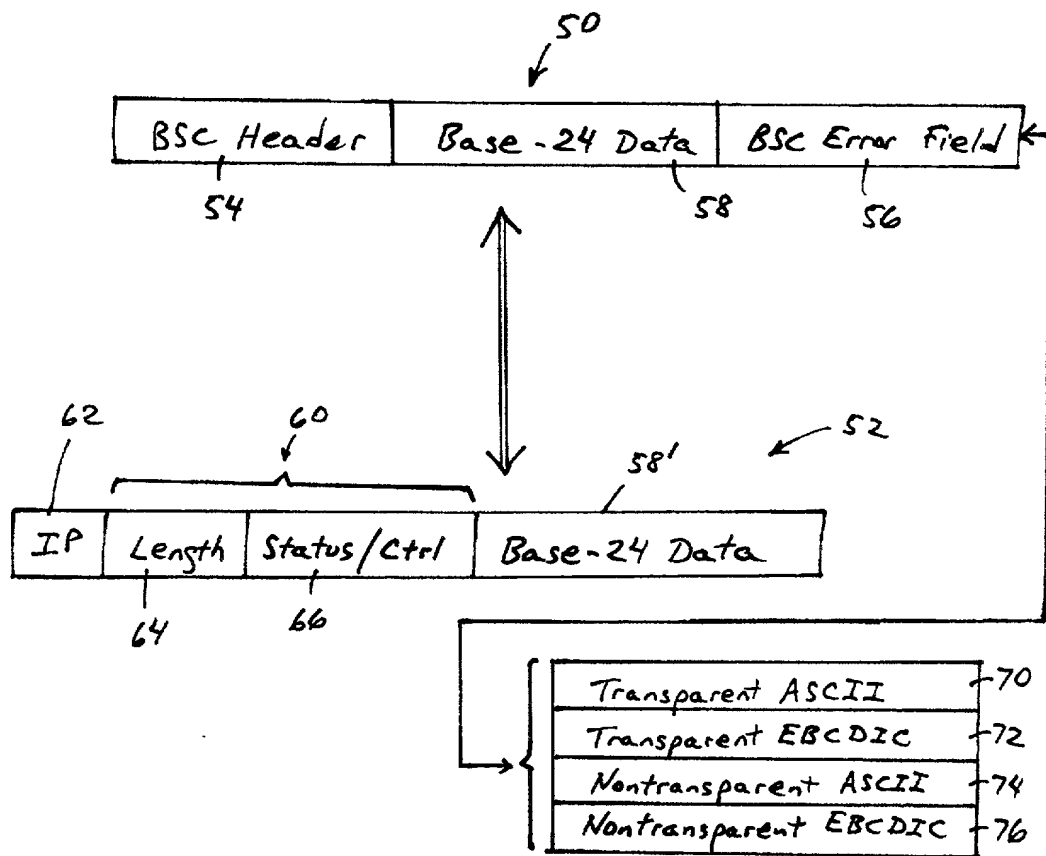 50
BSC Header Base-24 Data BSC Error Field
54 58 56
62 60 52
58'
IP Length Status/Ctrl Base-24 Data
64 66
Transparent ASCII 70
Transparent EBCDIC 72
Nontransparent ASCII 74
Nontransparent EBCDIC 76